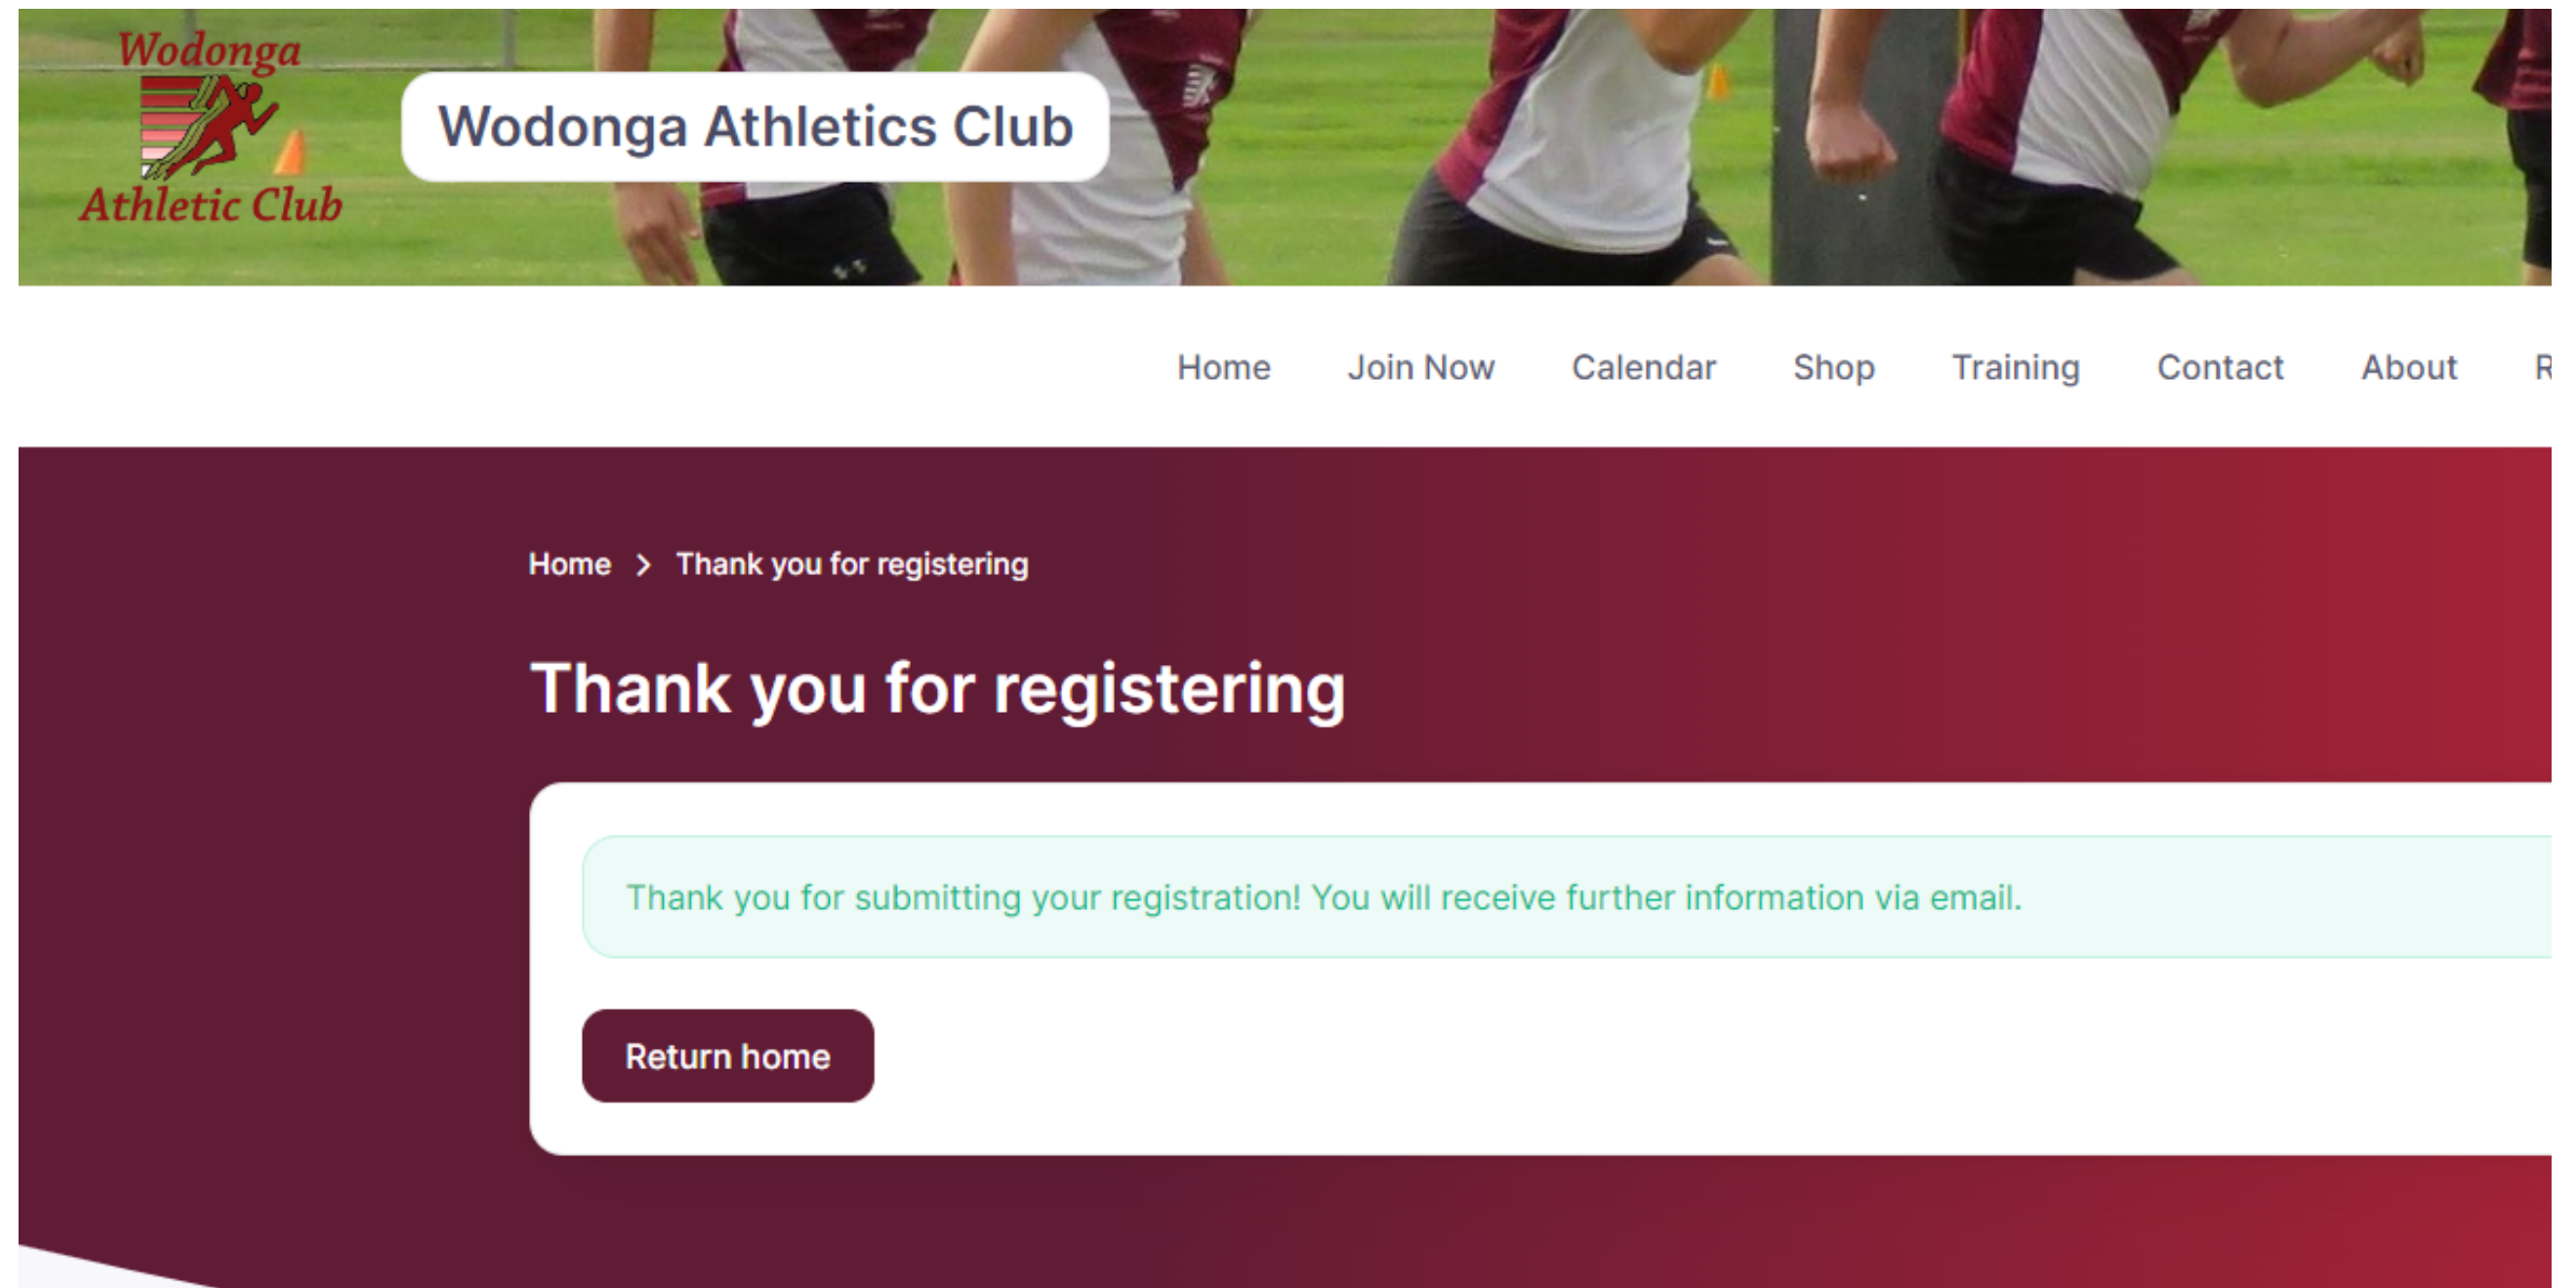 Wodonga
Athletic Club
Wodonga Athletics Club
Home Join Now Calendar Shop Training Contact About R
Home > Thank you for registering
Thank you for registering
Thank you for submitting your registration! You will receive further information via email.
Return home